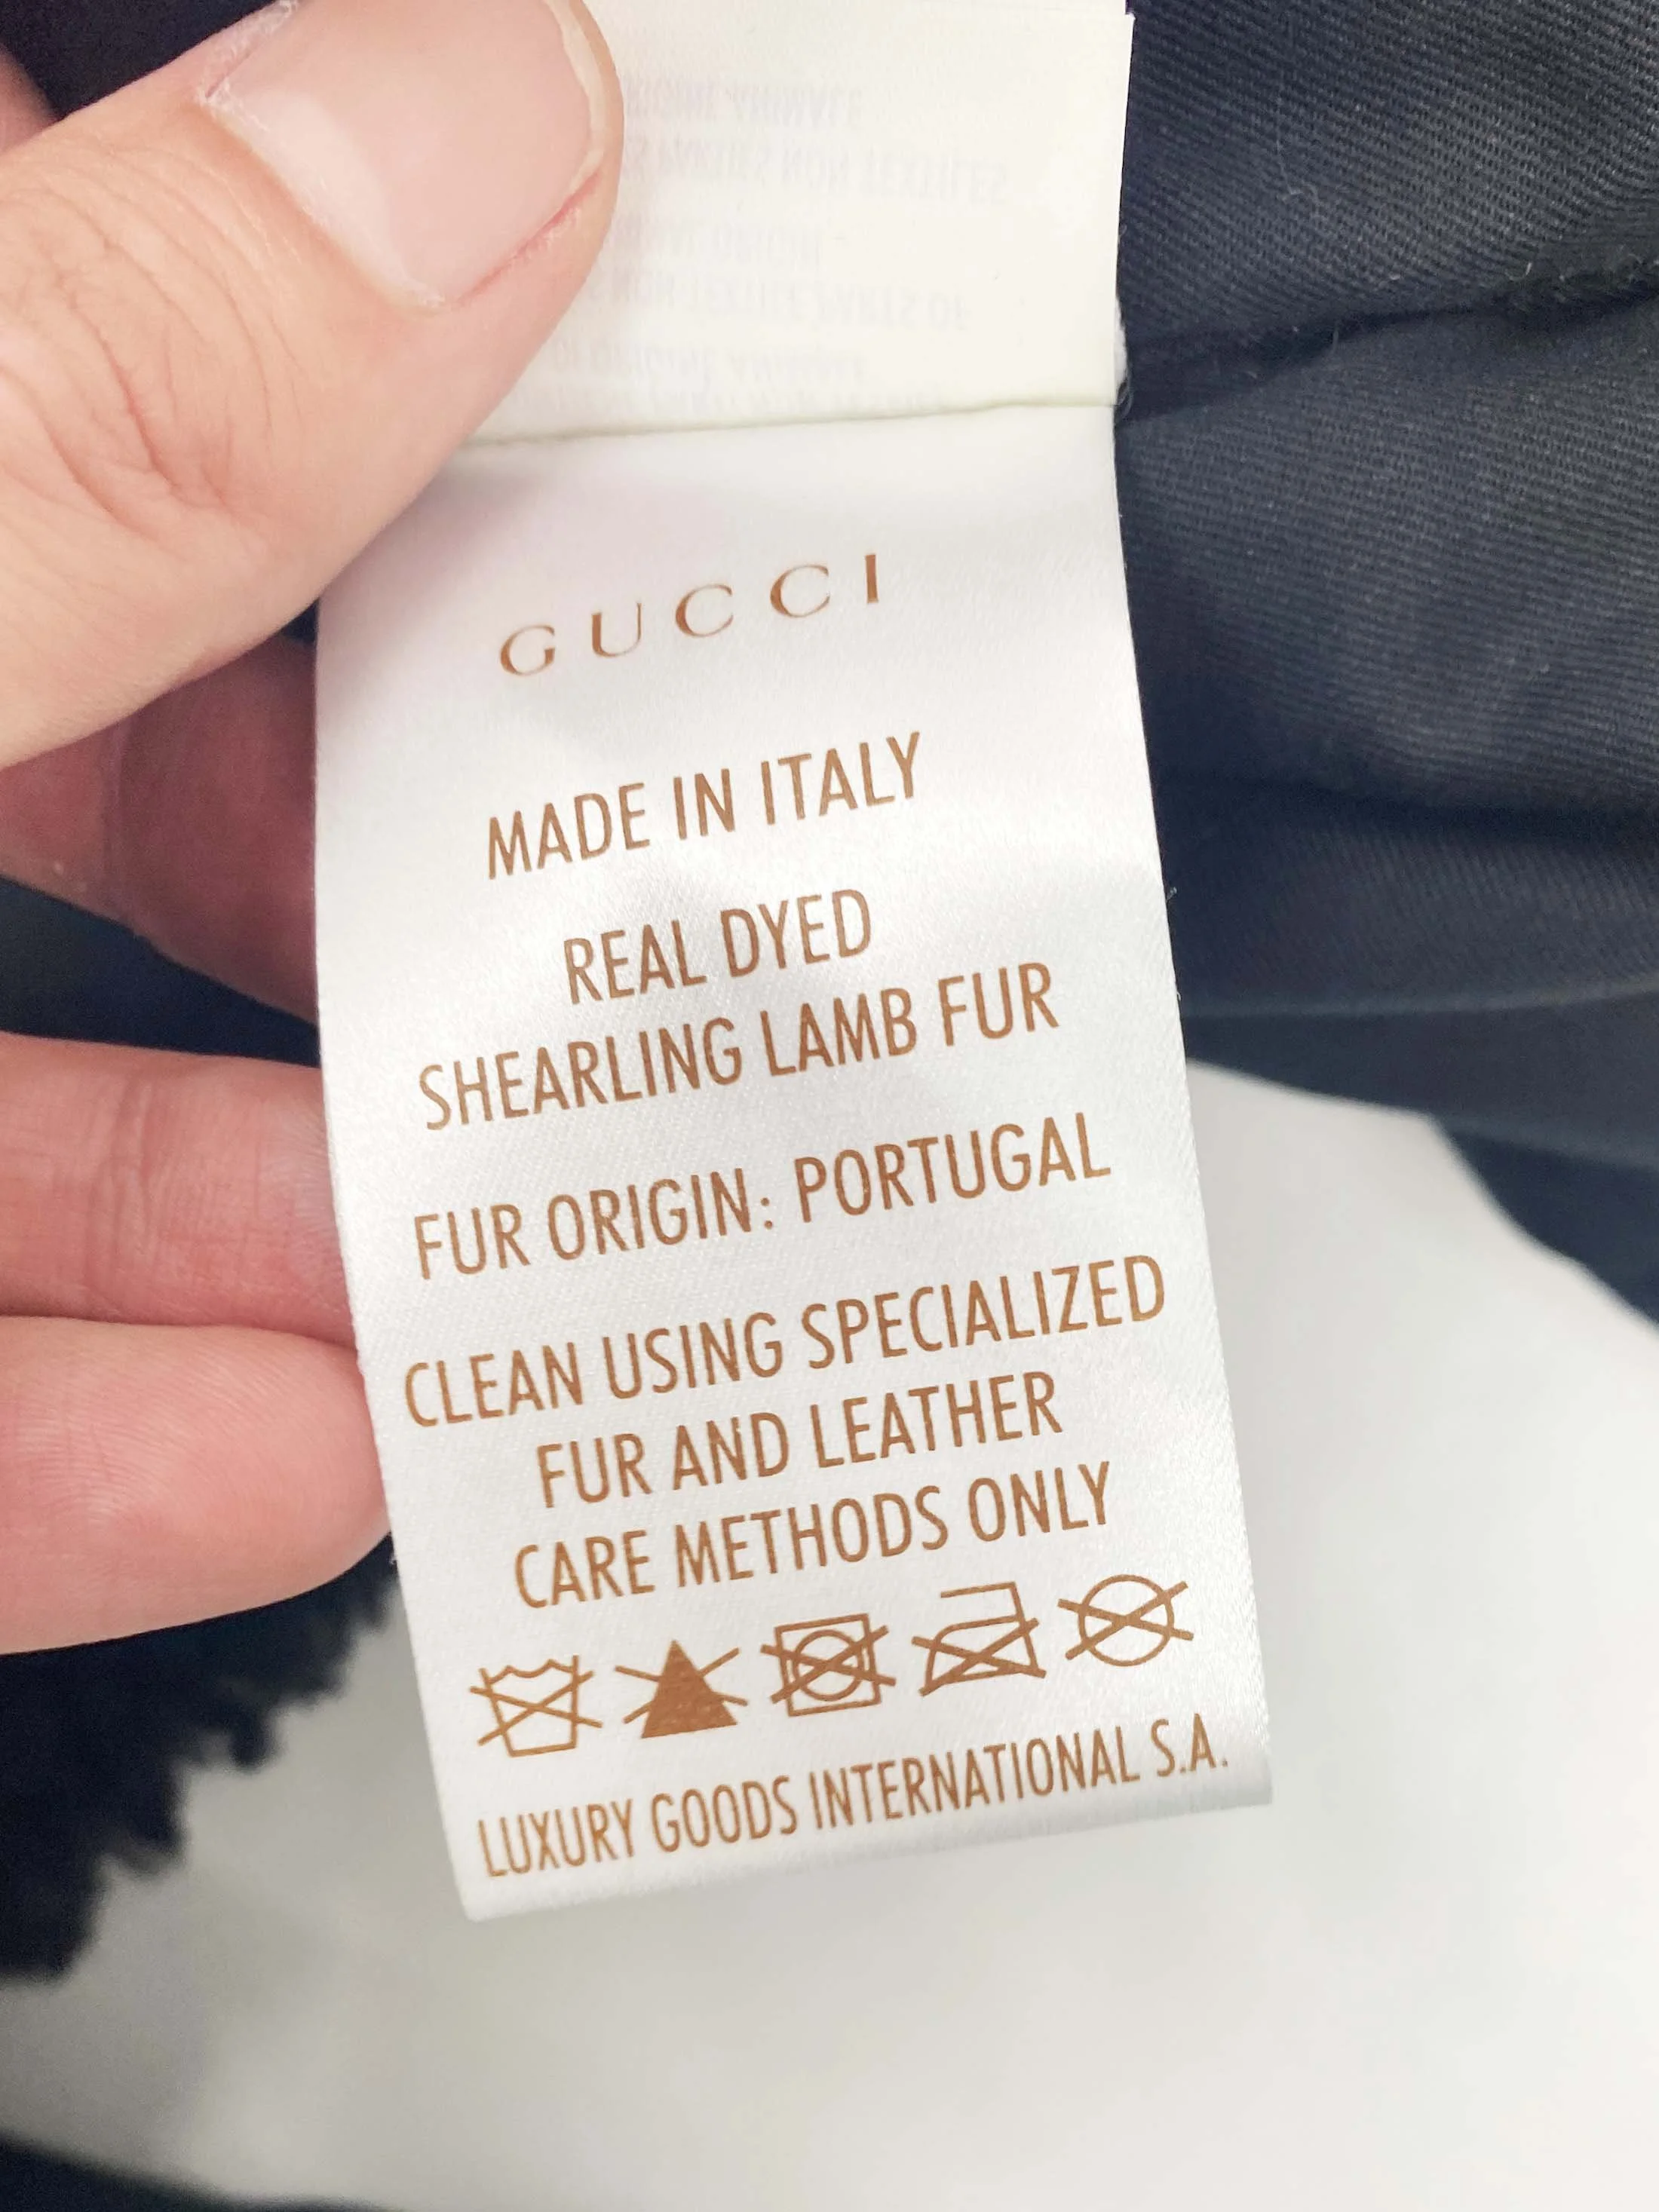 GUCCI
MADE IN ITALY
REAL DYED
SHEARLING LAMB FUR
FUR ORIGIN: PORTUGAL
CLEAN USING SPECIALIZED
FUR AND LEATHER
CARE METHODS ONLY
LUXURY GOODS INTERNATIONAL S.A.